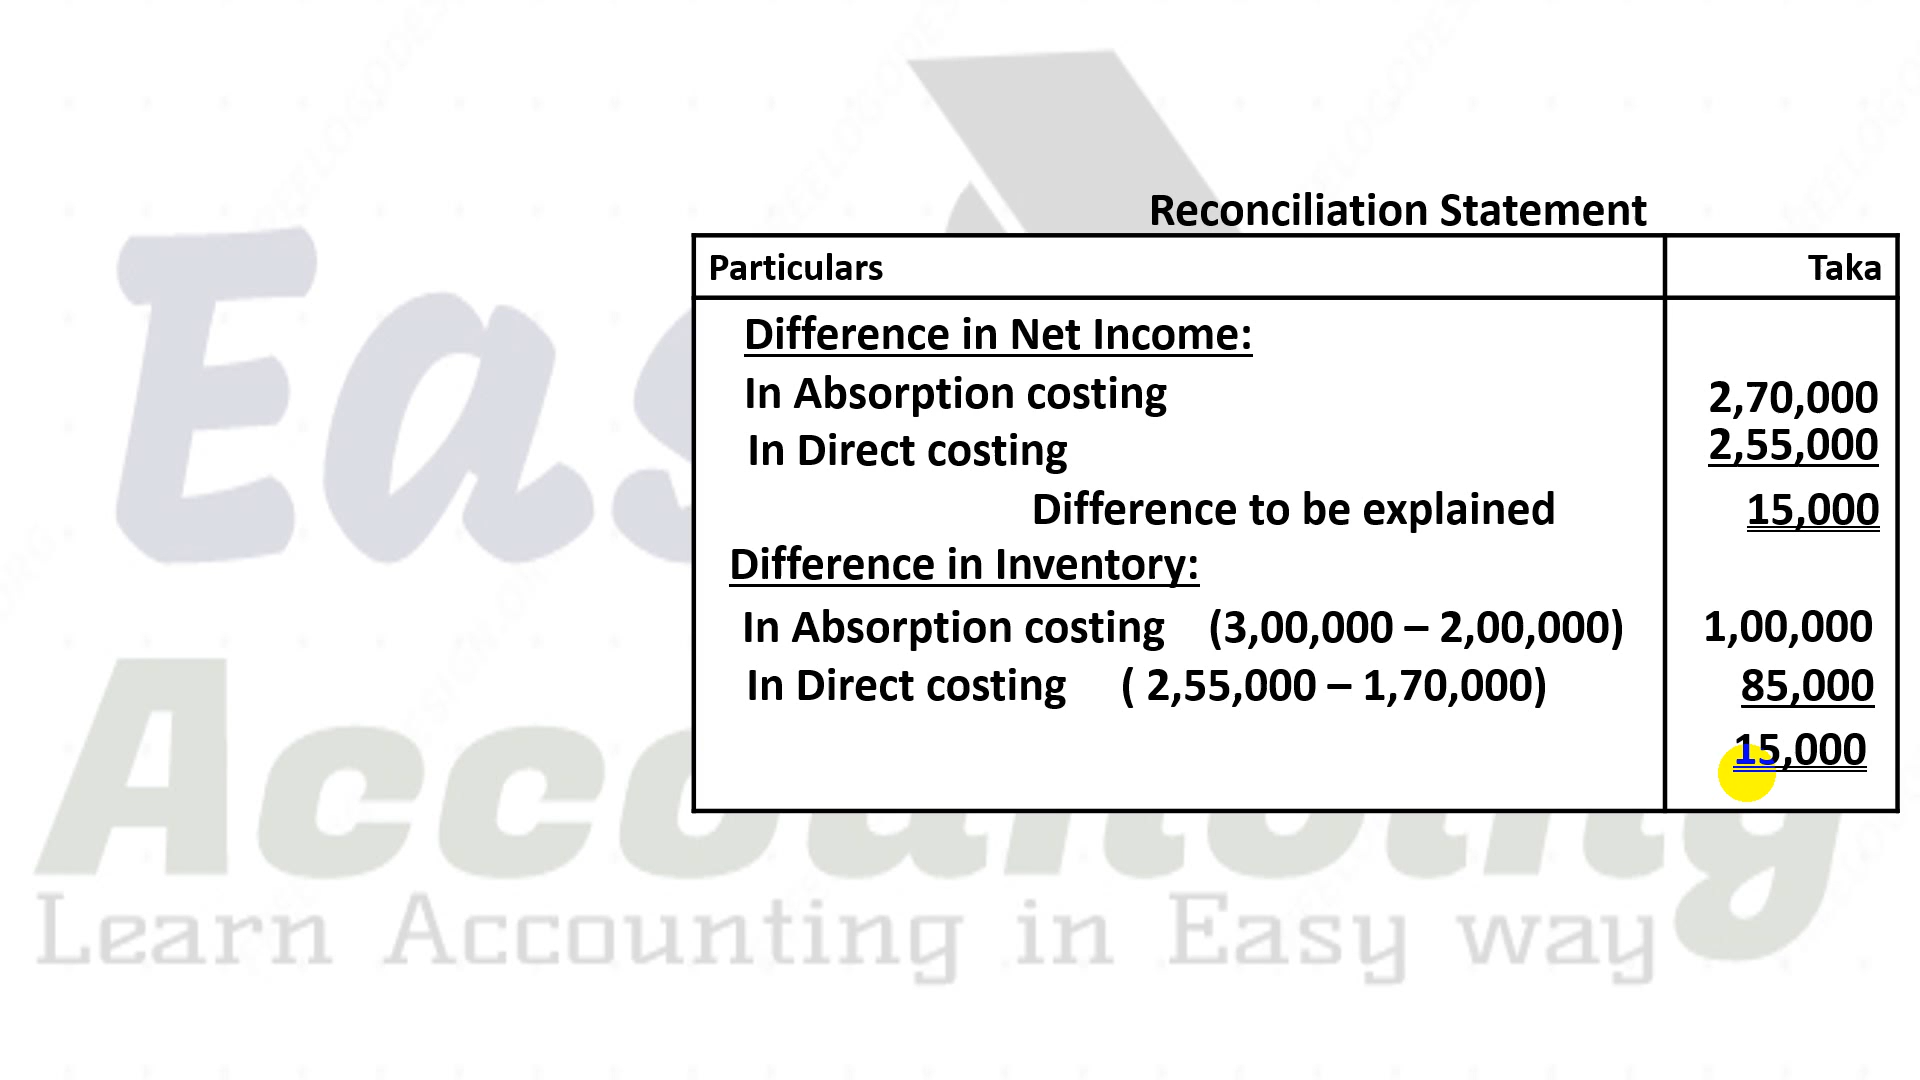 Reconciliation Statement
Particulars Taka
Difference in Net Income:
In Absorption costing 2,70,000
In Direct costing 2,55,000
Difference to be explained 15,000
Difference in Inventory:
In Absorption costing (3,00,000 – 2,00,000) 1,00,000
In Direct costing ( 2,55,000 – 1,70,000) 85,000
15,000
Accounting
Learn Accounting in Easy way